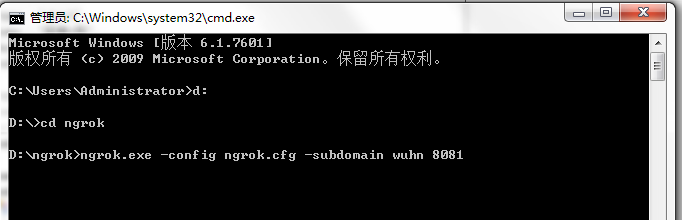 管理员: C:\Windows\system32\cmd.exe
Microsoft Windows [版本 6.1.7601]
版权所有 (c) 2009 Microsoft Corporation。保留所有权利。
C:\Users\Administrator>d:
D:\>cd ngrok
D:\ngrok>ngrok.exe -config ngrok.cfg -subdomain wuhn 8081